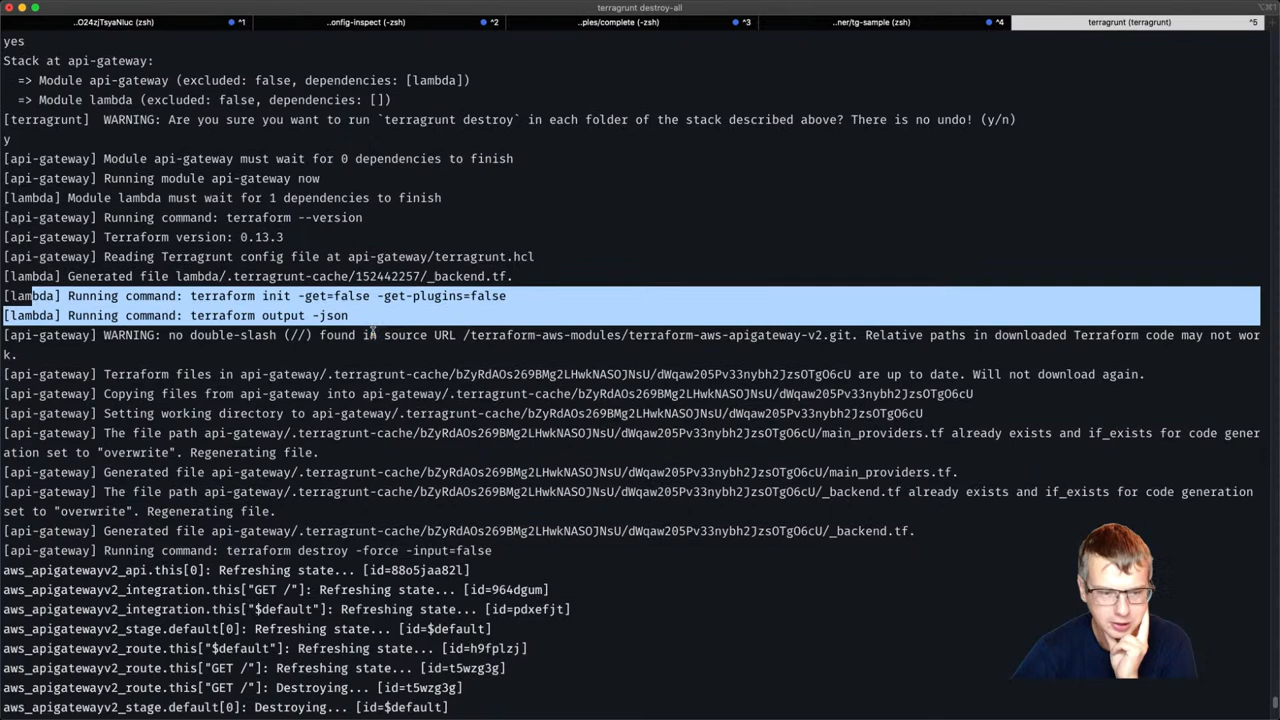 terragrunt destroy-all
⌥⌘1
..O24zjTsyaNluc (zsh) ^1 ..onfig-inspect (-zsh) ^2 ..ples/complete (-zsh) ^3 ..ner/tg-sample (zsh) ^4 terragrunt (terragrunt) ^5
yes
Stack at api-gateway:
=> Module api-gateway (excluded: false, dependencies: [lambda])
=> Module lambda (excluded: false, dependencies: [])
[terragrunt]  WARNING: Are you sure you want to run `terragrunt destroy` in each folder of the stack described above? There is no undo! (y/n)
y
[api-gateway] Module api-gateway must wait for 0 dependencies to finish
[api-gateway] Running module api-gateway now
[lambda] Module lambda must wait for 1 dependencies to finish
[api-gateway] Running command: terraform --version
[api-gateway] Terraform version: 0.13.3
[api-gateway] Reading Terragrunt config file at api-gateway/terragrunt.hcl
[lambda] Generated file lambda/.terragrunt-cache/152442257/_backend.tf.
[lambda] Running command: terraform init -get=false -get-plugins=false
[lambda] Running command: terraform output -json
[api-gateway] WARNING: no double-slash (//) found in source URL /terraform-aws-modules/terraform-aws-apigateway-v2.git. Relative paths in downloaded Terraform code may not wor
k.
[api-gateway] Terraform files in api-gateway/.terragrunt-cache/bZyRdAOs269BMg2LHwkNASOJNsU/dWqaw205Pv33nybh2JzsOTgO6cU are up to date. Will not download again.
[api-gateway] Copying files from api-gateway into api-gateway/.terragrunt-cache/bZyRdAOs269BMg2LHwkNASOJNsU/dWqaw205Pv33nybh2JzsOTgO6cU
[api-gateway] Setting working directory to api-gateway/.terragrunt-cache/bZyRdAOs269BMg2LHwkNASOJNsU/dWqaw205Pv33nybh2JzsOTgO6cU
[api-gateway] The file path api-gateway/.terragrunt-cache/bZyRdAOs269BMg2LHwkNASOJNsU/dWqaw205Pv33nybh2JzsOTgO6cU/main_providers.tf already exists and if_exists for code gener
ation set to "overwrite". Regenerating file.
[api-gateway] Generated file api-gateway/.terragrunt-cache/bZyRdAOs269BMg2LHwkNASOJNsU/dWqaw205Pv33nybh2JzsOTgO6cU/main_providers.tf.
[api-gateway] The file path api-gateway/.terragrunt-cache/bZyRdAOs269BMg2LHwkNASOJNsU/dWqaw205Pv33nybh2JzsOTgO6cU/_backend.tf already exists and if_exists for code generation
set to "overwrite". Regenerating file.
[api-gateway] Generated file api-gateway/.terragrunt-cache/bZyRdAOs269BMg2LHwkNASOJNsU/dWqaw205Pv33nybh2JzsOTgO6cU/_backend.tf.
[api-gateway] Running command: terraform destroy -force -input=false
aws_apigatewayv2_api.this[0]: Refreshing state... [id=88o5jaa82l]
aws_apigatewayv2_integration.this["GET /"]: Refreshing state... [id=964dgum]
aws_apigatewayv2_integration.this["$default"]: Refreshing state... [id=pdxefjt]
aws_apigatewayv2_stage.default[0]: Refreshing state... [id=$default]
aws_apigatewayv2_route.this["$default"]: Refreshing state... [id=h9fplzj]
aws_apigatewayv2_route.this["GET /"]: Refreshing state... [id=t5wzg3g]
aws_apigatewayv2_route.this["GET /"]: Destroying... [id=t5wzg3g]
aws_apigatewayv2_stage.default[0]: Destroying... [id=$default]